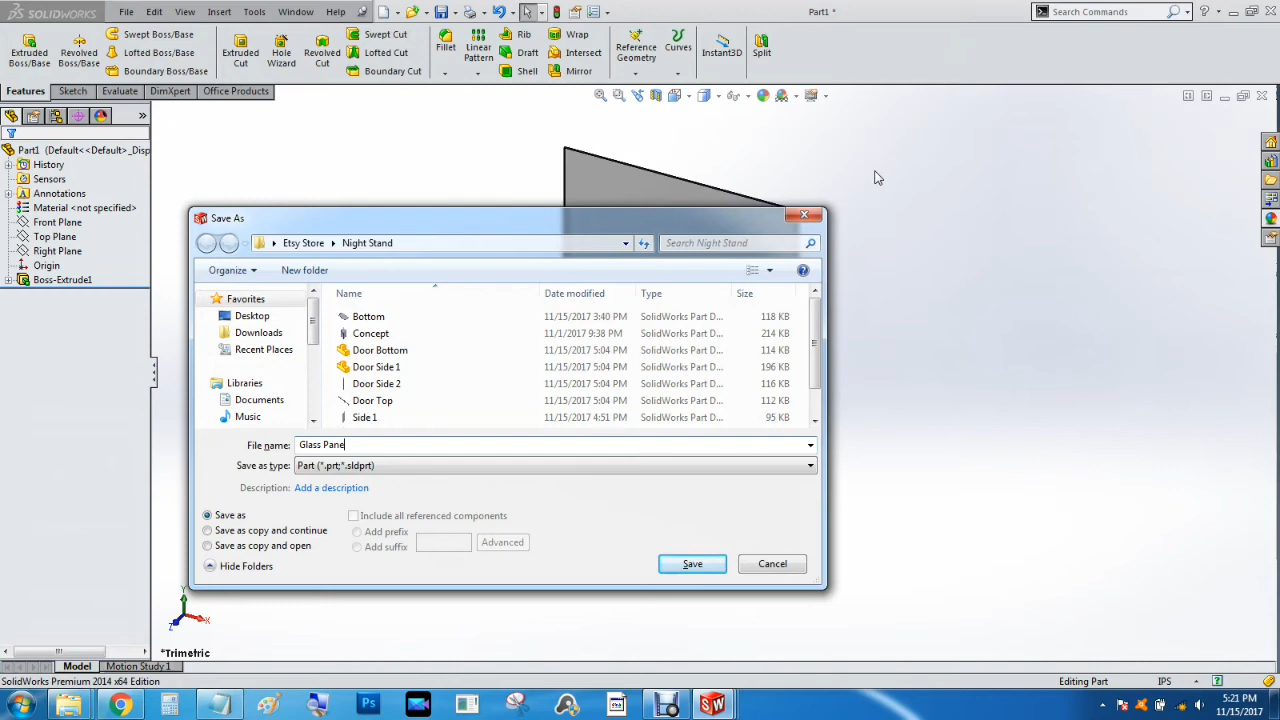 SOLIDWORKS File Edit View Insert Tools Window Help Part1 * Search Commands
Extruded Boss/Base Revolved Boss/Base Swept Boss/Base Lofted Boss/Base Boundary Boss/Base Extruded Cut Hole Wizard Revolved Cut Swept Cut Lofted Cut Boundary Cut Fillet Linear Pattern Rib Draft Shell Wrap Intersect Mirror Reference Geometry Curves Instant3D Split
Features Sketch Evaluate DimXpert Office Products
Part1 (Default<<Default>_Disp
History
Sensors
Annotations
Material <not specified>
Front Plane
Top Plane
Right Plane
Origin
Boss-Extrude1
Save As
Etsy Store Night Stand Search Night Stand
Organize New folder
Name Date modified Type Size
Favorites
Desktop
Downloads
Recent Places
Libraries
Documents
Music
Bottom 11/15/2017 3:40 PM SolidWorks Part D... 118 KB
Concept 11/1/2017 9:38 PM SolidWorks Part D... 214 KB
Door Bottom 11/15/2017 5:04 PM SolidWorks Part D... 114 KB
Door Side 1 11/15/2017 5:04 PM SolidWorks Part D... 196 KB
Door Side 2 11/15/2017 5:04 PM SolidWorks Part D... 116 KB
Door Top 11/15/2017 5:04 PM SolidWorks Part D... 112 KB
Side 1 11/15/2017 4:51 PM SolidWorks Part D... 95 KB
File name: Glass Pane
Save as type: Part (*.prt;*.sldprt)
Description: Add a description
Save as
Save as copy and continue
Save as copy and open
Include all referenced components
Add prefix
Add suffix
Advanced
Hide Folders
Save Cancel
Y
X
Z
*Trimetric
Model Motion Study 1
SolidWorks Premium 2014 x64 Edition Editing Part IPS
Ps SW
5:21 PM
11/15/2017